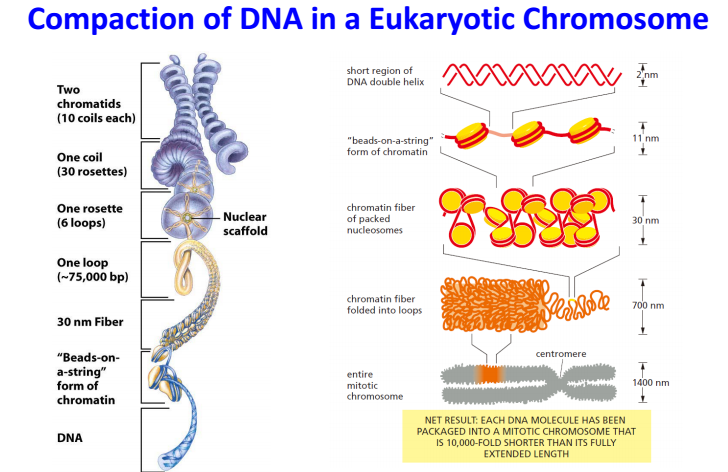 Compaction of DNA in a Eukaryotic Chromosome
Two
chromatids
(10 coils each)
One coil
(30 rosettes)
One rosette
(6 loops)
Nuclear
scaffold
One loop
(~75,000 bp)
30 nm Fiber
“Beads-on-
a-string”
form of
chromatin
DNA
short region of
DNA double helix
2 nm
“beads-on-a-string”
form of chromatin
11 nm
chromatin fiber
of packed
nucleosomes
30 nm
chromatin fiber
folded into loops
700 nm
centromere
entire
mitotic
chromosome
1400 nm
NET RESULT: EACH DNA MOLECULE HAS BEEN
PACKAGED INTO A MITOTIC CHROMOSOME THAT
IS 10,000-FOLD SHORTER THAN ITS FULLY
EXTENDED LENGTH